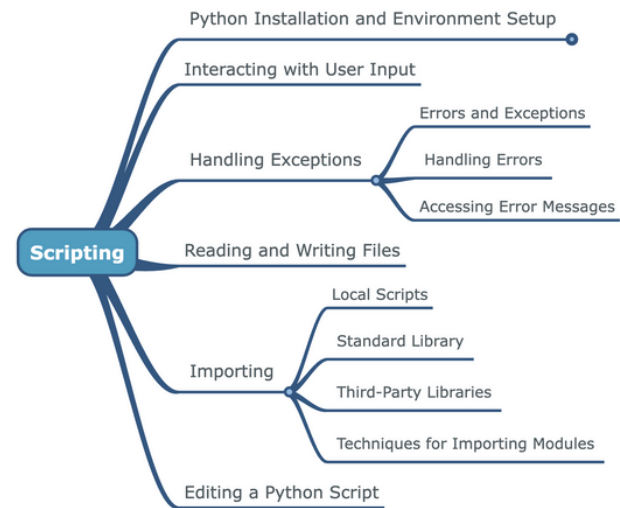 Python Installation and Environment Setup
Interacting with User Input
Errors and Exceptions
Handling Exceptions
Handling Errors
Accessing Error Messages
Scripting
Reading and Writing Files
Local Scripts
Standard Library
Importing
Third-Party Libraries
Techniques for Importing Modules
Editing a Python Script